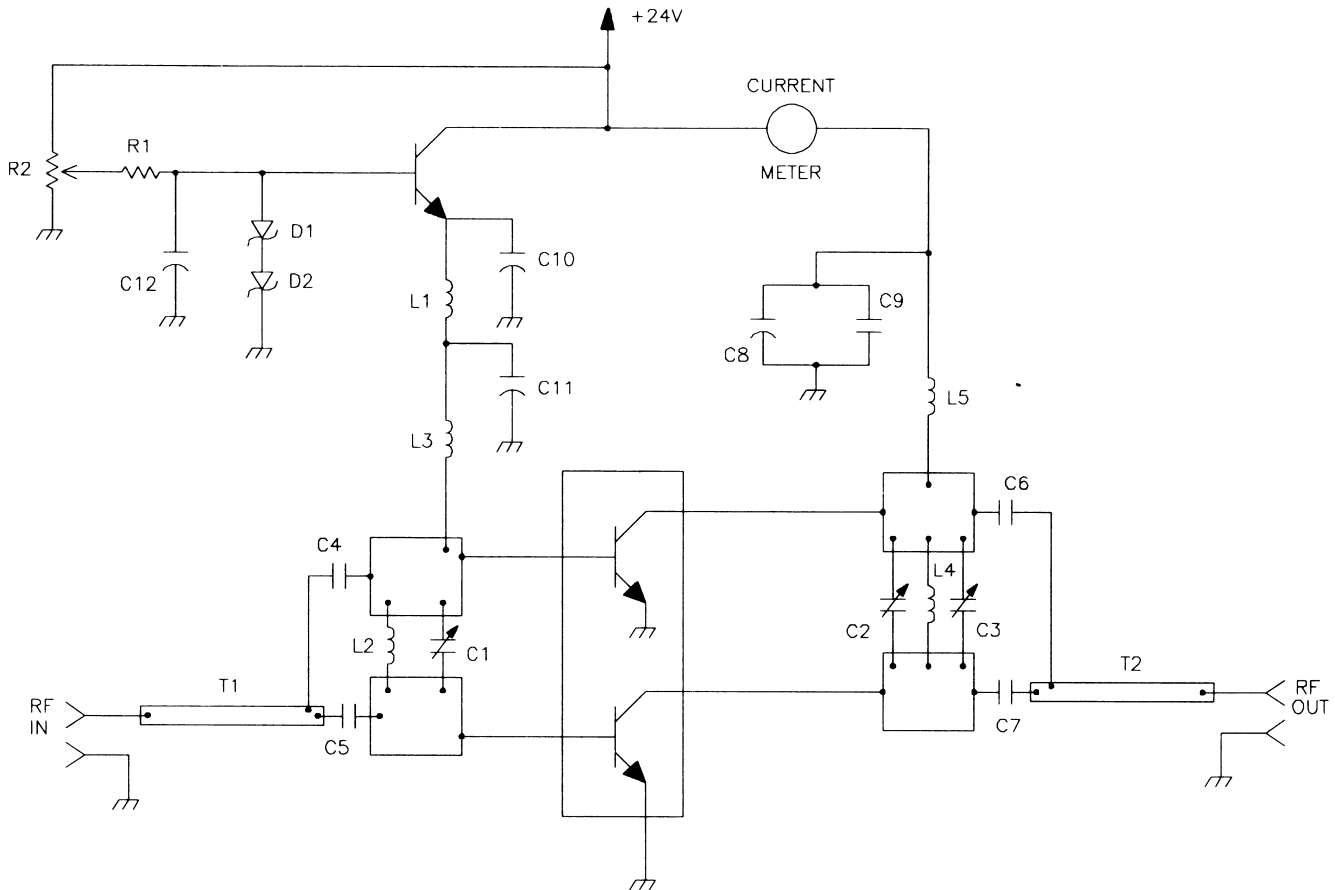 +24V
CURRENT
METER
R2
R1
C12
D1
D2
C10
L1
C11
L3
C9
C8
L5
C6
C4
L4
L2
C1
C2
C3
T1
T2
RF
IN
C5
C7
RF
OUT